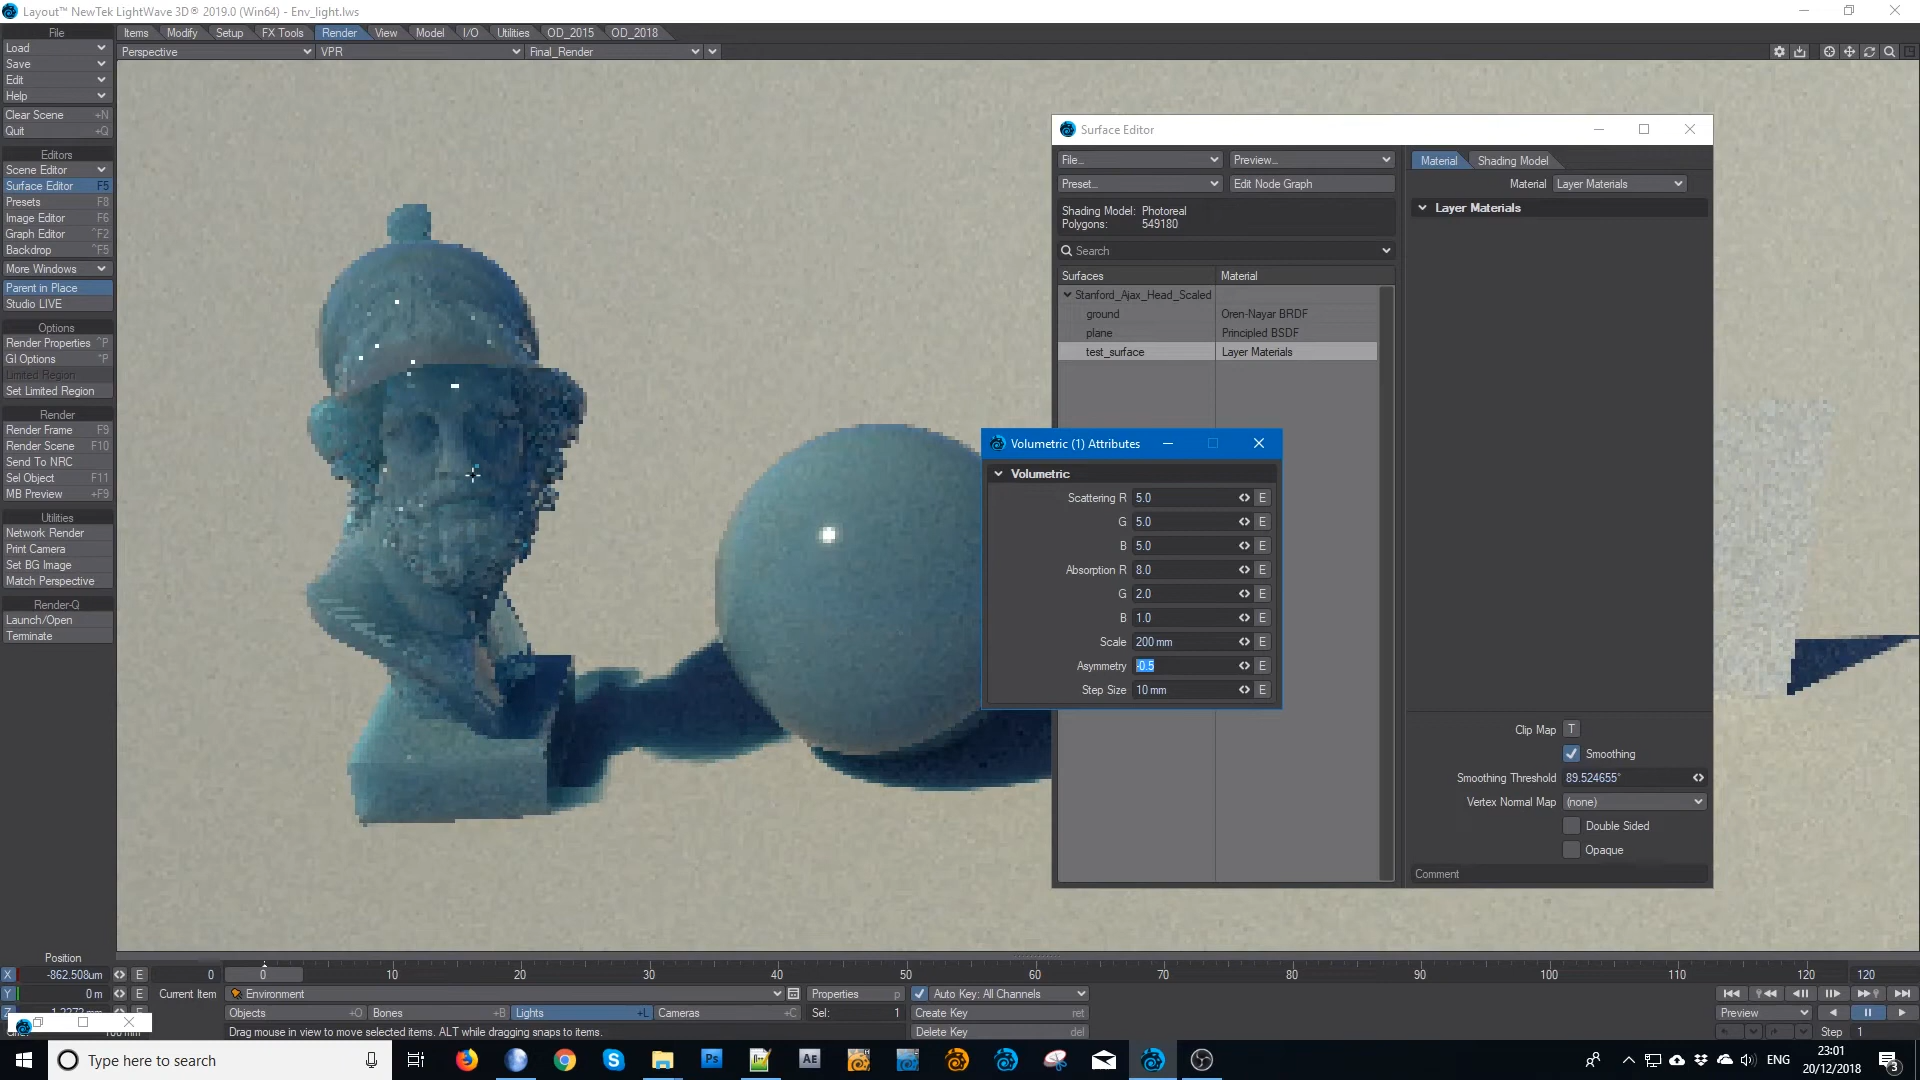 Layout™ NewTek LightWave 3D® 2019.0 (Win64) - Env_light.lws
File
Items Modify Setup FX Tools Render View Model I/O Utilities OD_2015 OD_2018
Load
Perspective VPR Final_Render
Save
Edit
Help
Clear Scene +N
Quit +Q
Editors
Scene Editor
Surface Editor F5
Presets F8
Image Editor F6
Graph Editor ^F2
Backdrop ^F5
More Windows
Parent in Place
Studio LIVE
Options
Render Properties ^P
GI Options *P
Limited Region
Set Limited Region
Render
Render Frame F9
Render Scene F10
Send To NRC
Sel Object F11
MB Preview +F9
Utilities
Network Render
Print Camera
Set BG Image
Match Perspective
Render-Q
Launch/Open
Terminate
Surface Editor
File... Preview...
Preset... Edit Node Graph
Shading Model: Photoreal
Polygons: 549180
Search
Surfaces Material
Stanford_Ajax_Head_Scaled
ground Oren-Nayar BRDF
plane Principled BSDF
test_surface Layer Materials
Material Shading Model
Material Layer Materials
Layer Materials
Clip Map T
Smoothing
Smoothing Threshold 89.524655°
Vertex Normal Map (none)
Double Sided
Opaque
Comment
Volumetric (1) Attributes
Volumetric
Scattering R 5.0 E
G 5.0 E
B 5.0 E
Absorption R 8.0 E
G 2.0 E
B 1.0 E
Scale 200 mm E
Asymmetry -0.5 E
Step Size 10 mm E
Position
X -862.508um E 0 0 10 20 30 40 50 60 70 80 90 100 110 120 120
Y 0 m E Current Item Environment Properties p Auto Key: All Channels
Z Objects +O Bones +B Lights +L Cameras +C Sel: 1 Create Key ret Preview
Drag mouse in view to move selected items. ALT while dragging snaps to items. Delete Key del Step 1
Type here to search
Ps
AE
ENG
23:01
20/12/2018
3